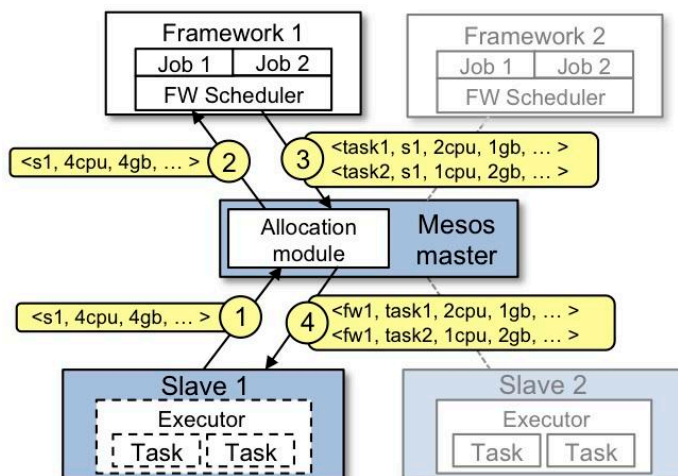 Framework 1
Job 1 Job 2
FW Scheduler
Framework 2
Job 1 Job 2
FW Scheduler
<s1, 4cpu, 4gb, … >
2
3
<task1, s1, 2cpu, 1gb, … >
<task2, s1, 1cpu, 2gb, … >
Allocation
module
Mesos
master
<s1, 4cpu, 4gb, … >
1
4
<fw1, task1, 2cpu, 1gb, … >
<fw1, task2, 1cpu, 2gb, … >
Slave 1
Executor
Task Task
Slave 2
Executor
Task Task